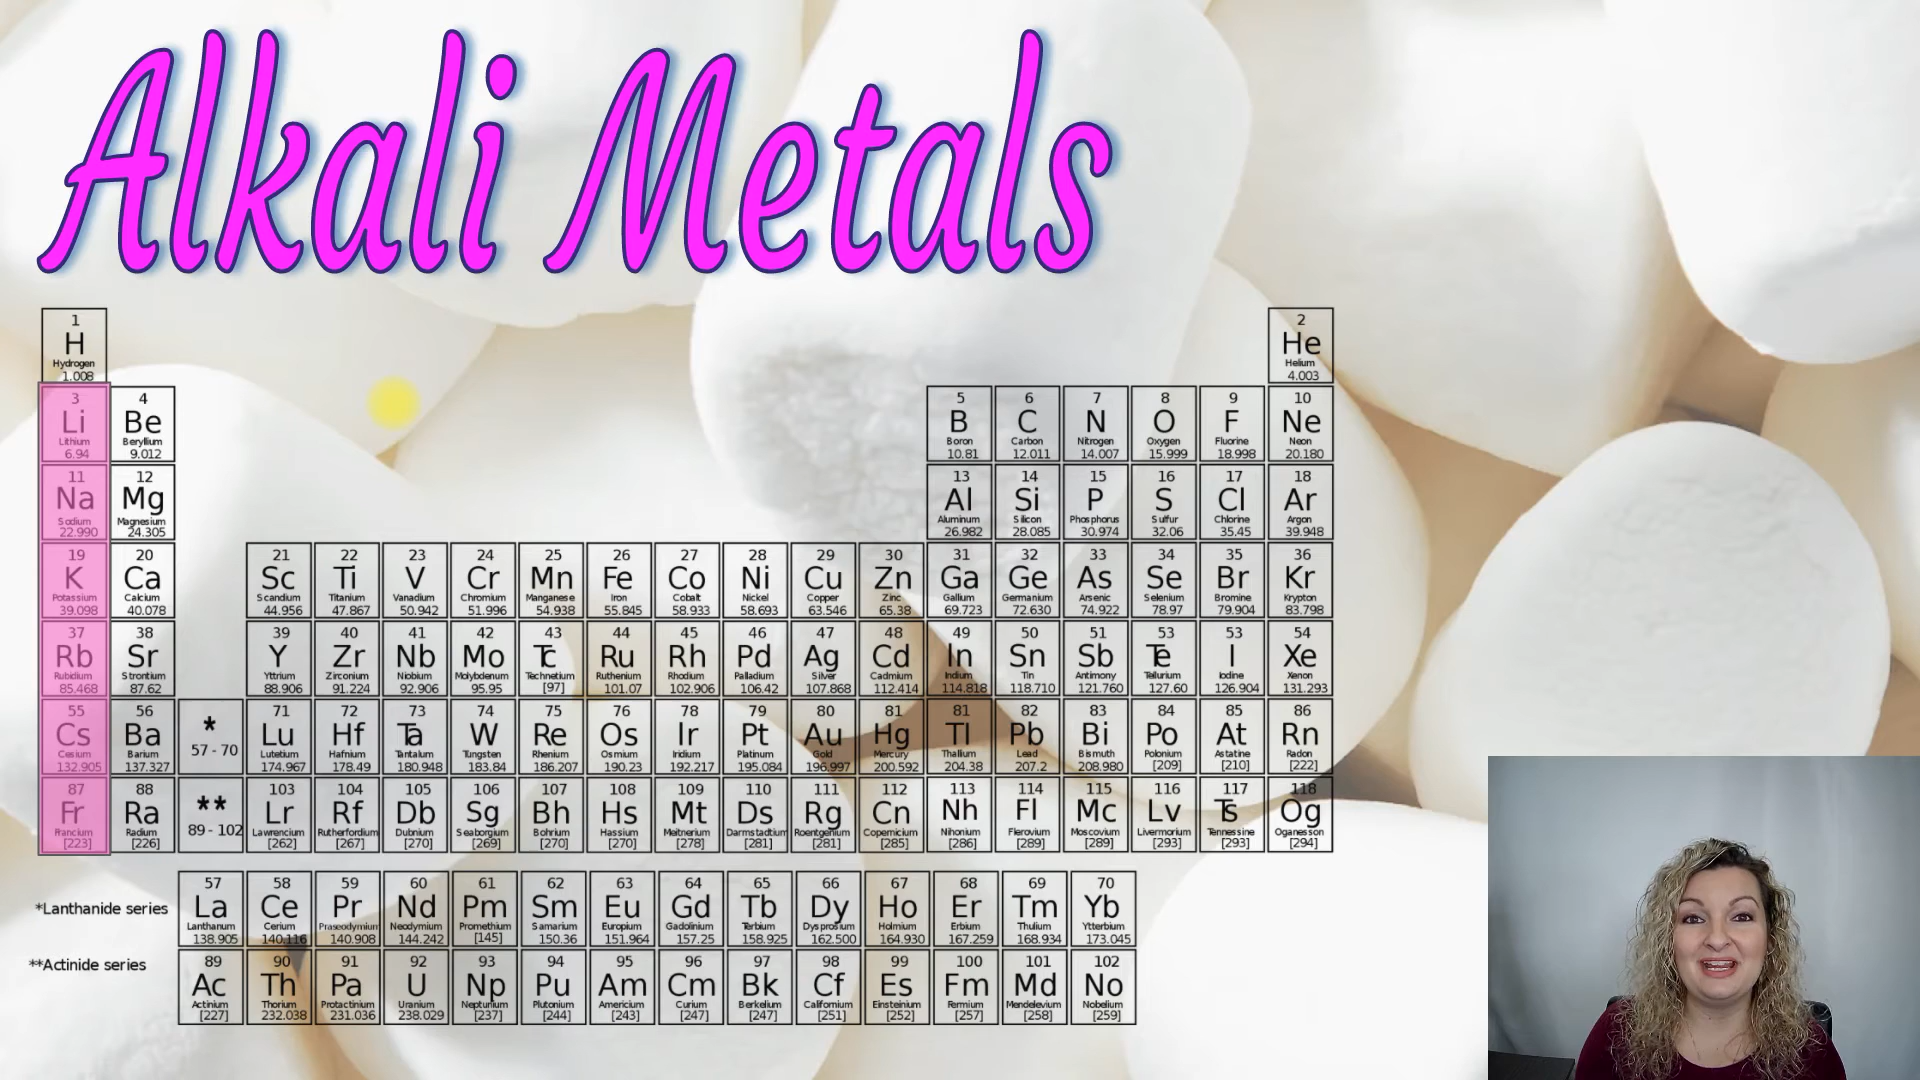 Alkali Metals
1 2
H He
Hydrogen Helium
1.008 4.003
3 4 5 6 7 8 9 10
Li Be B C N O F Ne
Lithium Beryllium Boron Carbon Nitrogen Oxygen Fluorine Neon
6.94 9.012 10.81 12.011 14.007 15.999 18.998 20.180
11 12 13 14 15 16 17 18
Na Mg Al Si P S Cl Ar
Sodium Magnesium Aluminum Silicon Phosphorus Sulfur Chlorine Argon
22.990 24.305 26.982 28.085 30.974 32.06 35.45 39.948
19 20 21 22 23 24 25 26 27 28 29 30 31 32 33 34 35 36
K Ca Sc Ti V Cr Mn Fe Co Ni Cu Zn Ga Ge As Se Br Kr
Potassium Calcium Scandium Titanium Vanadium Chromium Manganese Iron Cobalt Nickel Copper Zinc Gallium Germanium Arsenic Selenium Bromine Krypton
39.098 40.078 44.956 47.867 50.942 51.996 54.938 55.845 58.933 58.693 63.546 65.38 69.723 72.630 74.922 78.97 79.904 83.798
37 38 39 40 41 42 43 44 45 46 47 48 49 50 51 53 53 54
Rb Sr Y Zr Nb Mo Tc Ru Rh Pd Ag Cd In Sn Sb Te I Xe
Rubidium Strontium Yttrium Zirconium Niobium Molybdenum Technetium Ruthenium Rhodium Palladium Silver Cadmium Indium Tin Antimony Tellurium Iodine Xenon
85.468 87.62 88.906 91.224 92.906 95.95 [97] 101.07 102.906 106.42 107.868 112.414 114.818 118.710 121.760 127.60 126.904 131.293
55 56 71 72 73 74 75 76 78 79 80 81 81 82 83 84 85 86
Cs Ba * Lu Hf Ta W Re Os Ir Pt Au Hg Tl Pb Bi Po At Rn
Cesium Barium 57 - 70 Lutetium Hafnium Tantalum Tungsten Rhenium Osmium Iridium Platinum Gold Mercury Thallium Lead Bismuth Polonium Astatine Radon
132.905 137.327 174.967 178.49 180.948 183.84 186.207 190.23 192.217 195.084 196.997 200.592 204.38 207.2 208.980 [209] [210] [222]
87 88 103 104 105 106 107 108 109 110 111 112 113 114 115 116 117 118
Fr Ra ** Lr Rf Db Sg Bh Hs Mt Ds Rg Cn Nh Fl Mc Lv Ts Og
Francium Radium 89 - 102 Lawrencium Rutherfordium Dubnium Seaborgium Bohrium Hassium Meitnerium Darmstadtium Roentgenium Copernicium Nihonium Flerovium Moscovium Livermorium Tennessine Oganesson
[223] [226] [262] [267] [270] [269] [270] [270] [278] [281] [281] [285] [286] [289] [289] [293] [293] [294]
57 58 59 60 61 62 63 64 65 66 67 68 69 70
*Lanthanide series La Ce Pr Nd Pm Sm Eu Gd Tb Dy Ho Er Tm Yb
Lanthanum Cerium Praseodymium Neodymium Promethium Samarium Europium Gadolinium Terbium Dysprosium Holmium Erbium Thulium Ytterbium
138.905 140.116 140.908 144.242 [145] 150.36 151.964 157.25 158.925 162.500 164.930 167.259 168.934 173.045
89 90 91 92 93 94 95 96 97 98 99 100 101 102
**Actinide series Ac Th Pa U Np Pu Am Cm Bk Cf Es Fm Md No
Actinium Thorium Protactinium Uranium Neptunium Plutonium Americium Curium Berkelium Californium Einsteinium Fermium Mendelevium Nobelium
[227] 232.038 231.036 238.029 [237] [244] [243] [247] [247] [251] [252] [257] [258] [259]